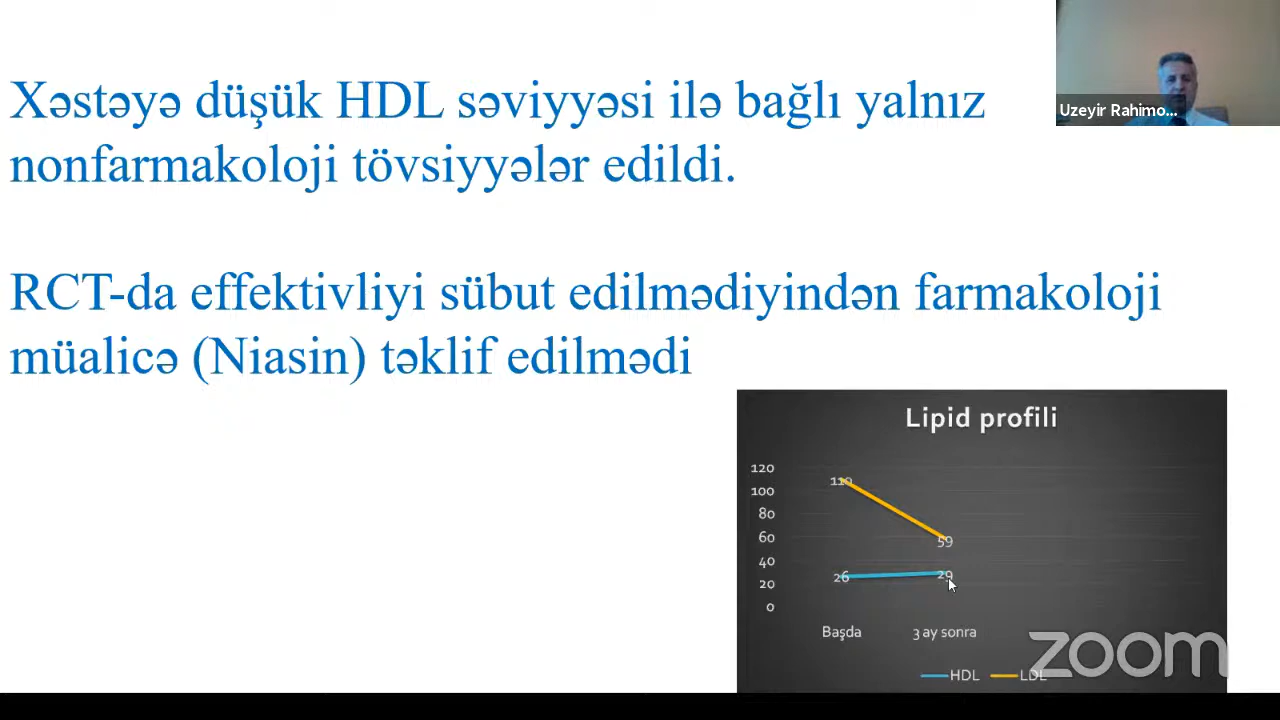 Xəstəyə düşük HDL səviyyəsi ilə bağlı yalnız
nonfarmakoloji tövsiyyələr edildi.
RCT-da effektivliyi sübut edilmədiyindən farmakoloji
müalicə (Niasin) təklif edilmədi
Uzeyir Rahimo...
Lipid profili
120
100
80
60
40
20
0
59
26
29
Başda
3 ay sonra
HDL
LDL
zoom